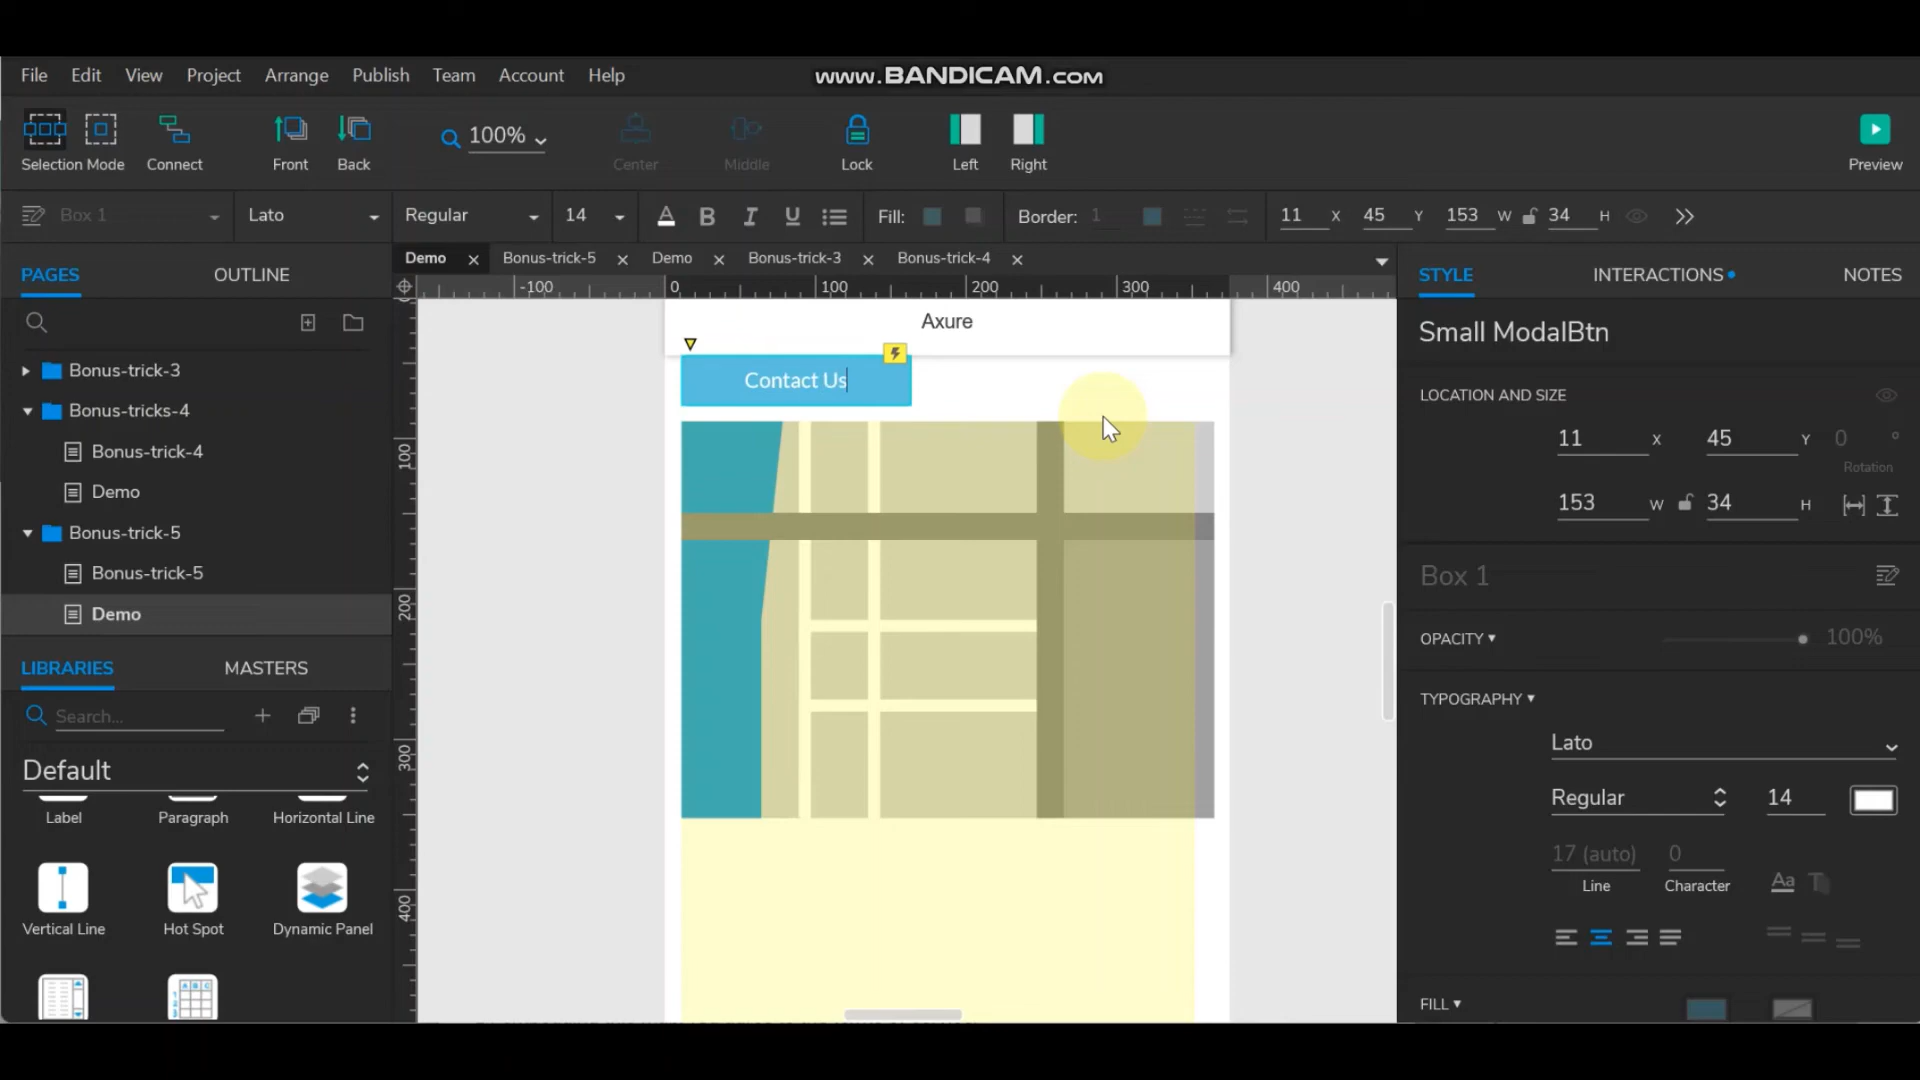 www.BANDICAM.com
File Edit View Project Arrange Publish Team Account Help
100%
Selection Mode Connect Front Back Center Middle Lock Left Right Preview
Box 1 Lato Regular 14 Fill: Border: 1 11 X 45 Y 153 W 34 H
Demo Bonus-trick-5 Demo Bonus-trick-3 Bonus-trick-4
PAGES OUTLINE
-100 0 100 200 300 400
STYLE INTERACTIONS NOTES
Axure
Contact Us
100
200
300
400
Bonus-trick-3
Bonus-tricks-4
Bonus-trick-4
Demo
Bonus-trick-5
Bonus-trick-5
Demo
LIBRARIES MASTERS
Search...
Default
Label Paragraph Horizontal Line
Vertical Line Hot Spot Dynamic Panel
Small ModalBtn
LOCATION AND SIZE
11 X 45 Y 0 °
Rotation
153 W 34 H
Box 1
OPACITY 100%
TYPOGRAPHY
Lato
Regular 14
17 (auto) 0
Line Character Aa
FILL